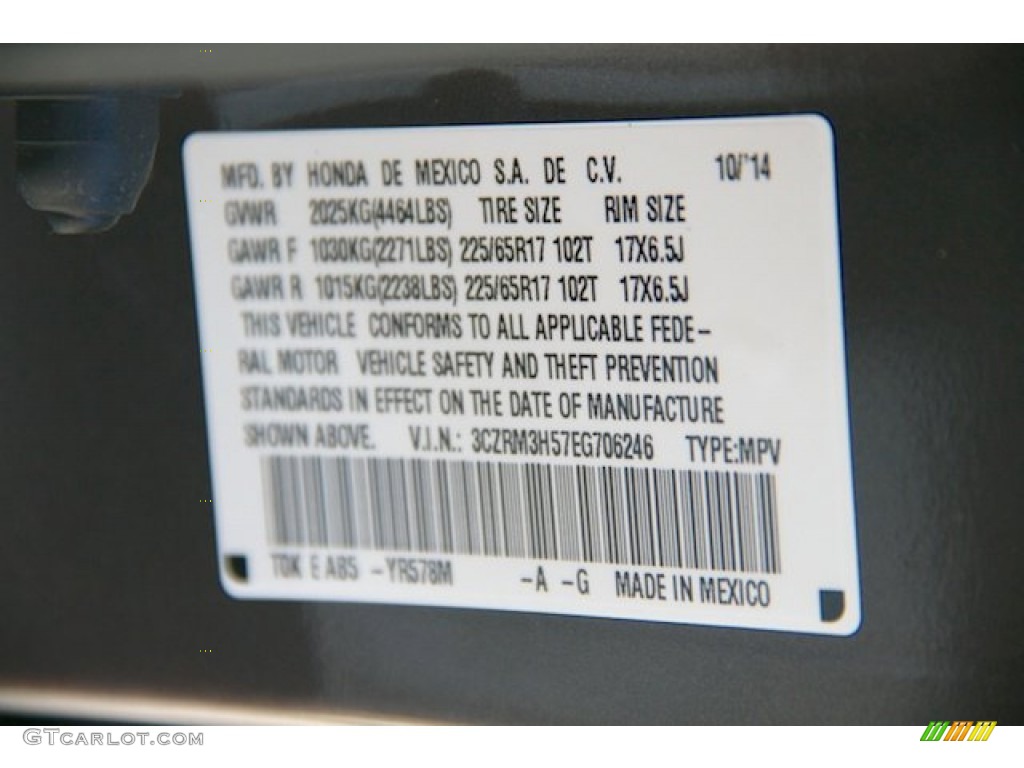 MFD. BY HONDA DE MEXICO S.A. DE C.V. 10/'14
GVWR 2025KG(4464LBS) TIRE SIZE RIM SIZE
GAWR F 1030KG(2271LBS) 225/65R17 102T 17X6.5J
GAWR R 1015KG(2238LBS) 225/65R17 102T 17X6.5J
THIS VEHICLE CONFORMS TO ALL APPLICABLE FEDE-
RAL MOTOR VEHICLE SAFETY AND THEFT PREVENTION
STANDARDS IN EFFECT ON THE DATE OF MANUFACTURE
SHOWN ABOVE. V.I.N.: 3CZRM3H57EG706246 TYPE:MPV
T0K E AB5 -YR578M -A -G MADE IN MEXICO
GTCARLOT.COM